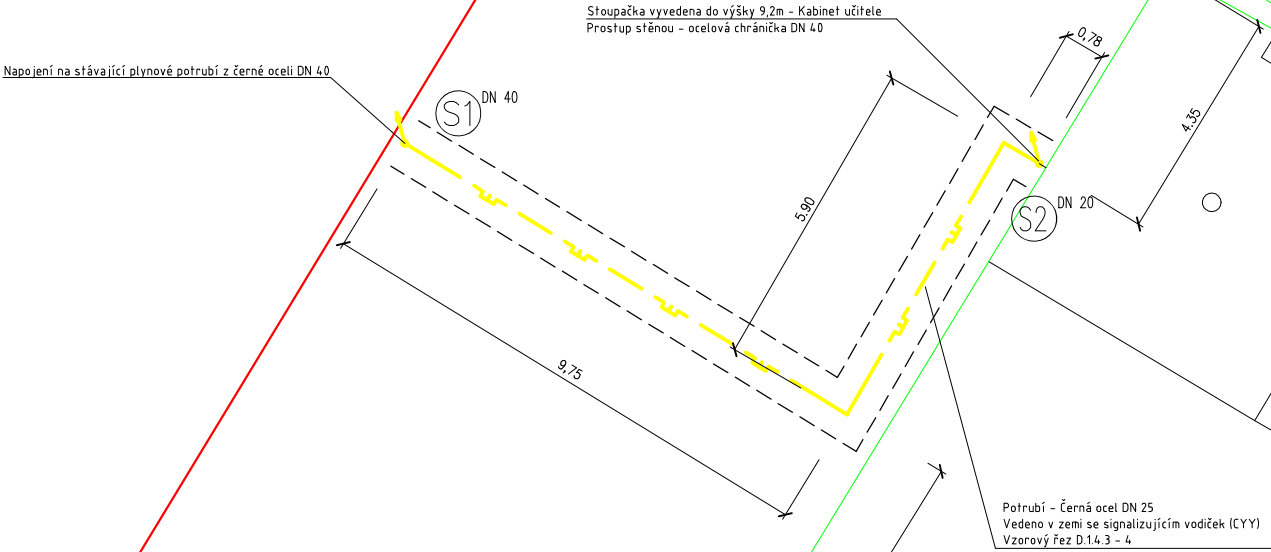 Stoupačka vyvedena do výšky 9,2m - Kabinet učitele
Prostup stěnou - ocelová chránička DN 40
0,78
Napojení na stávající plynové potrubí z černé oceli DN 40
S1
DN 40
4.35
5.90
S2
DN 20
9,75
Potrubí - Černá ocel DN 25
Vedeno v zemi se signalizujícím vodiček (CYY)
Vzorový řez D.1.4.3 - 4